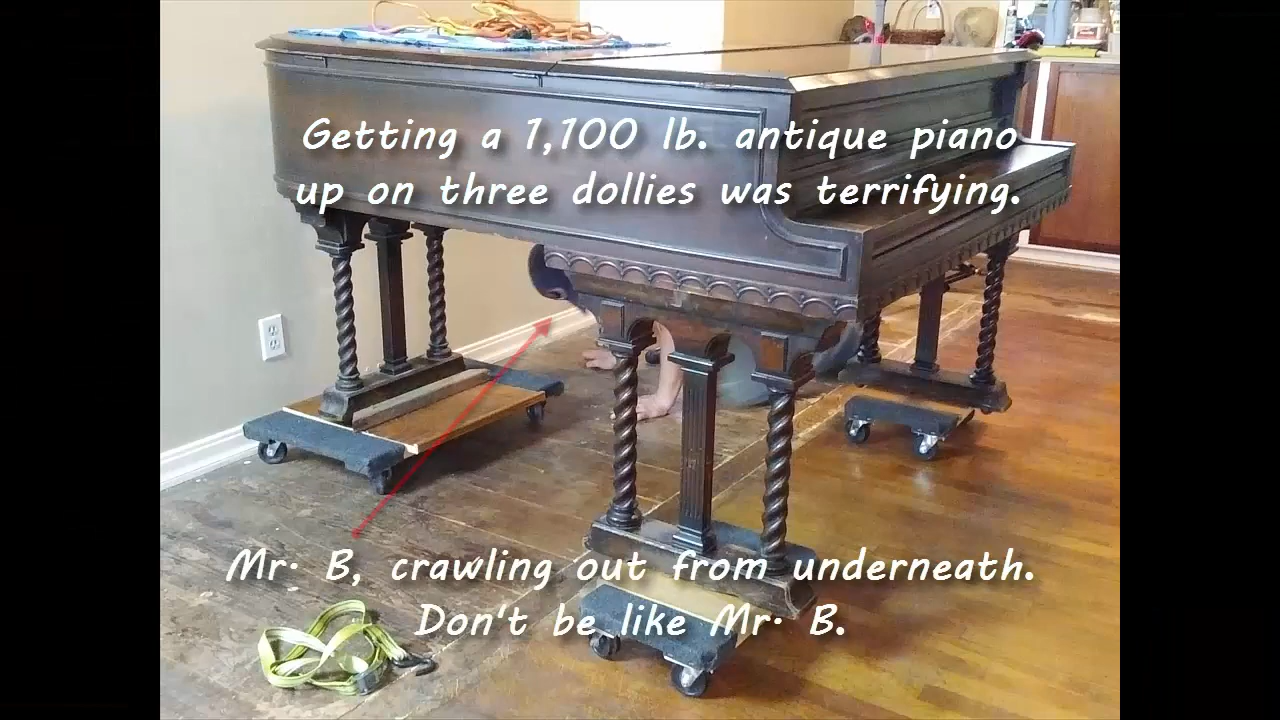 Getting a 1,100 lb. antique piano
up on three dollies was terrifying.
Mr. B, crawling out from underneath.
Don't be like Mr. B.